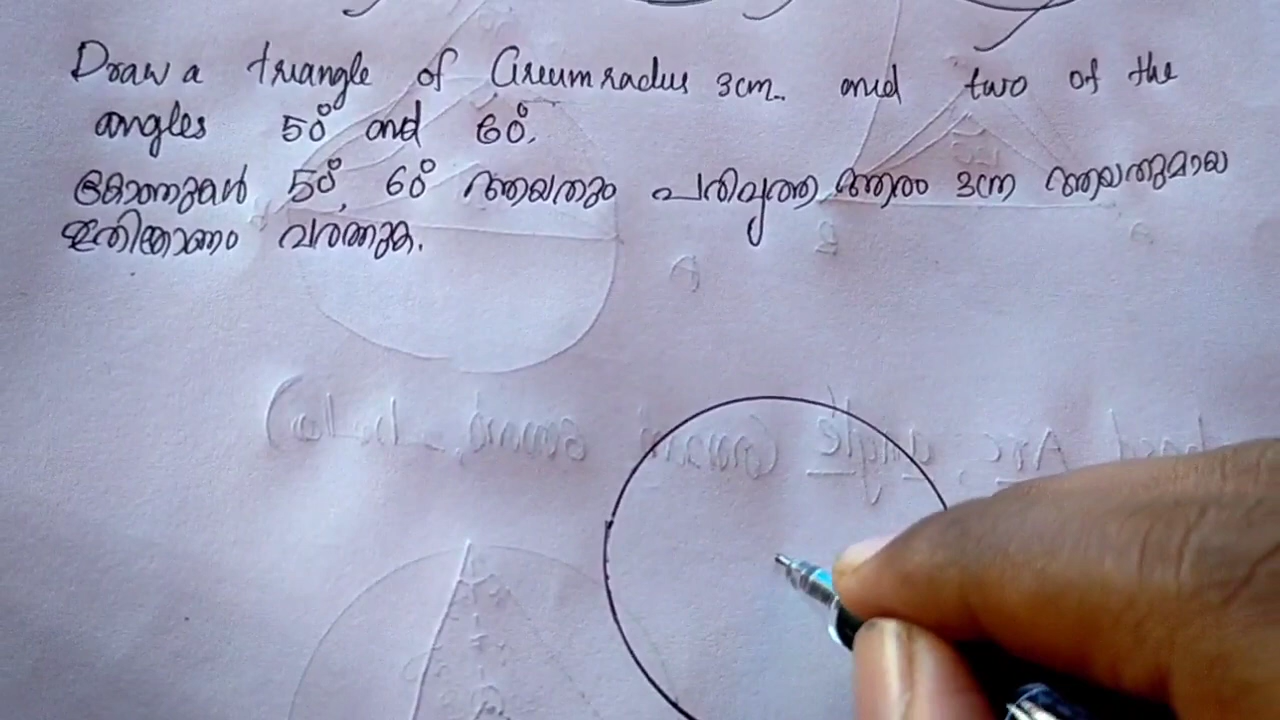 Draw a triangle of Circumradius 3cm. and two of the
angles 50° and 60°.
കോണുകൾ 50°, 60° ആയതും പരിവൃത്ത ആരം 3cm ആയതുമായ
ത്രികോണം വരക്കുക.